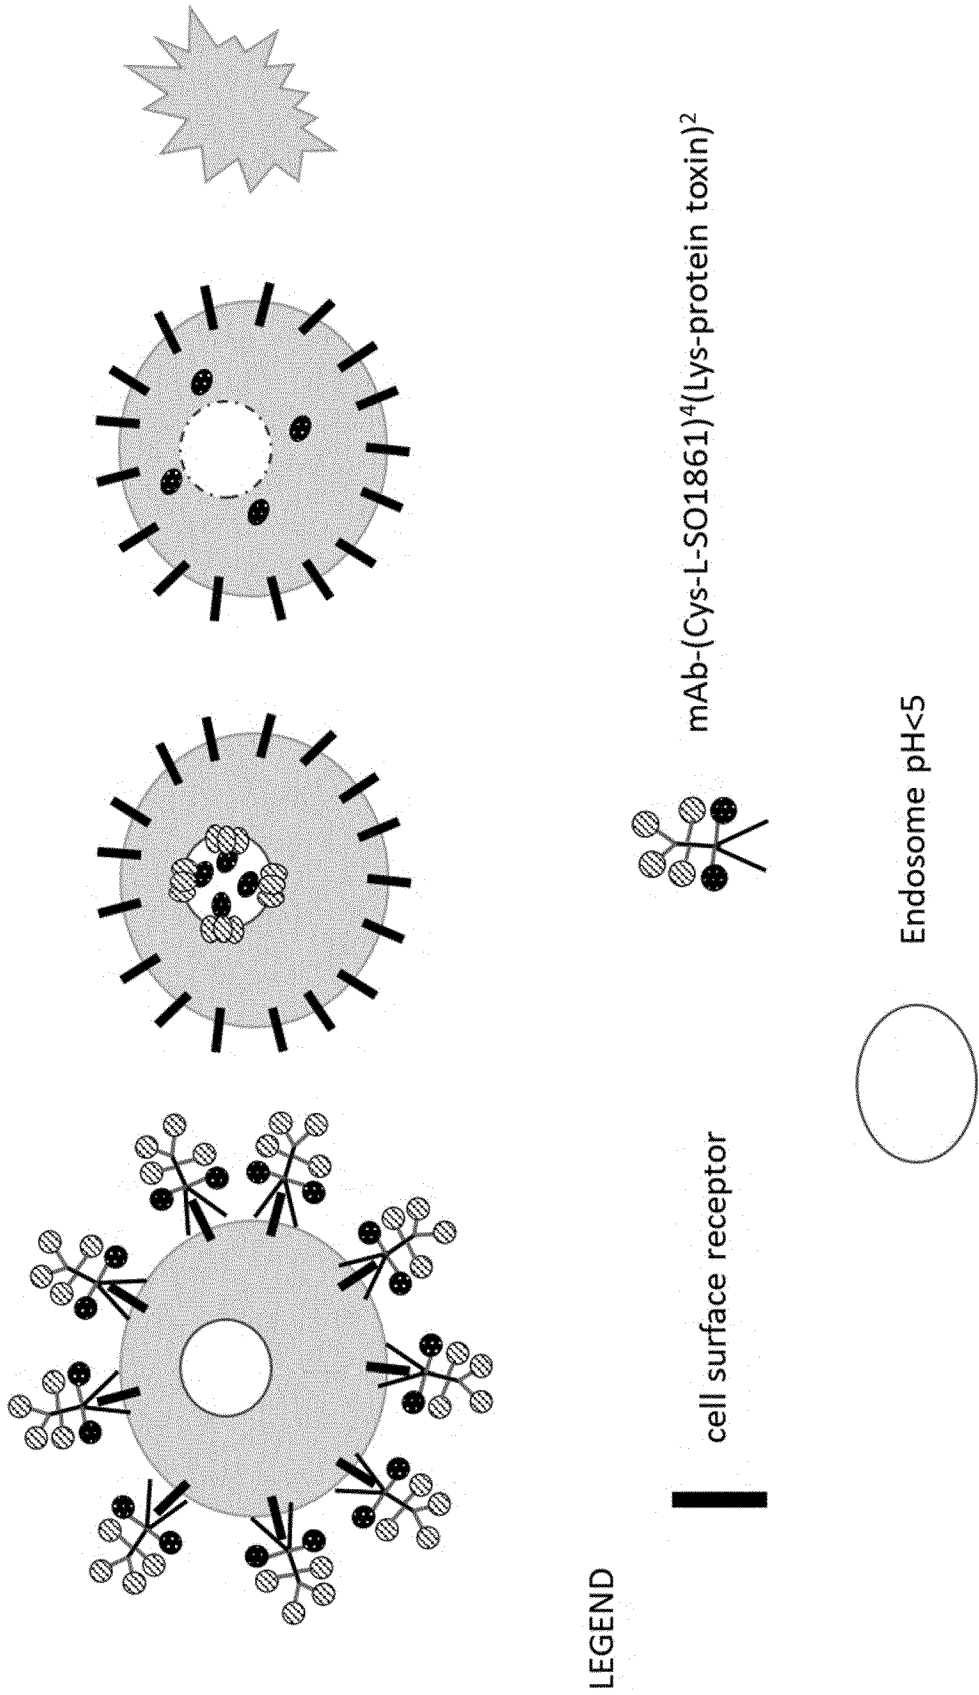 LEGEND
cell surface receptor
mAb-(Cys-L-SO1861)⁴(Lys-protein toxin)²
Endosome pH<5